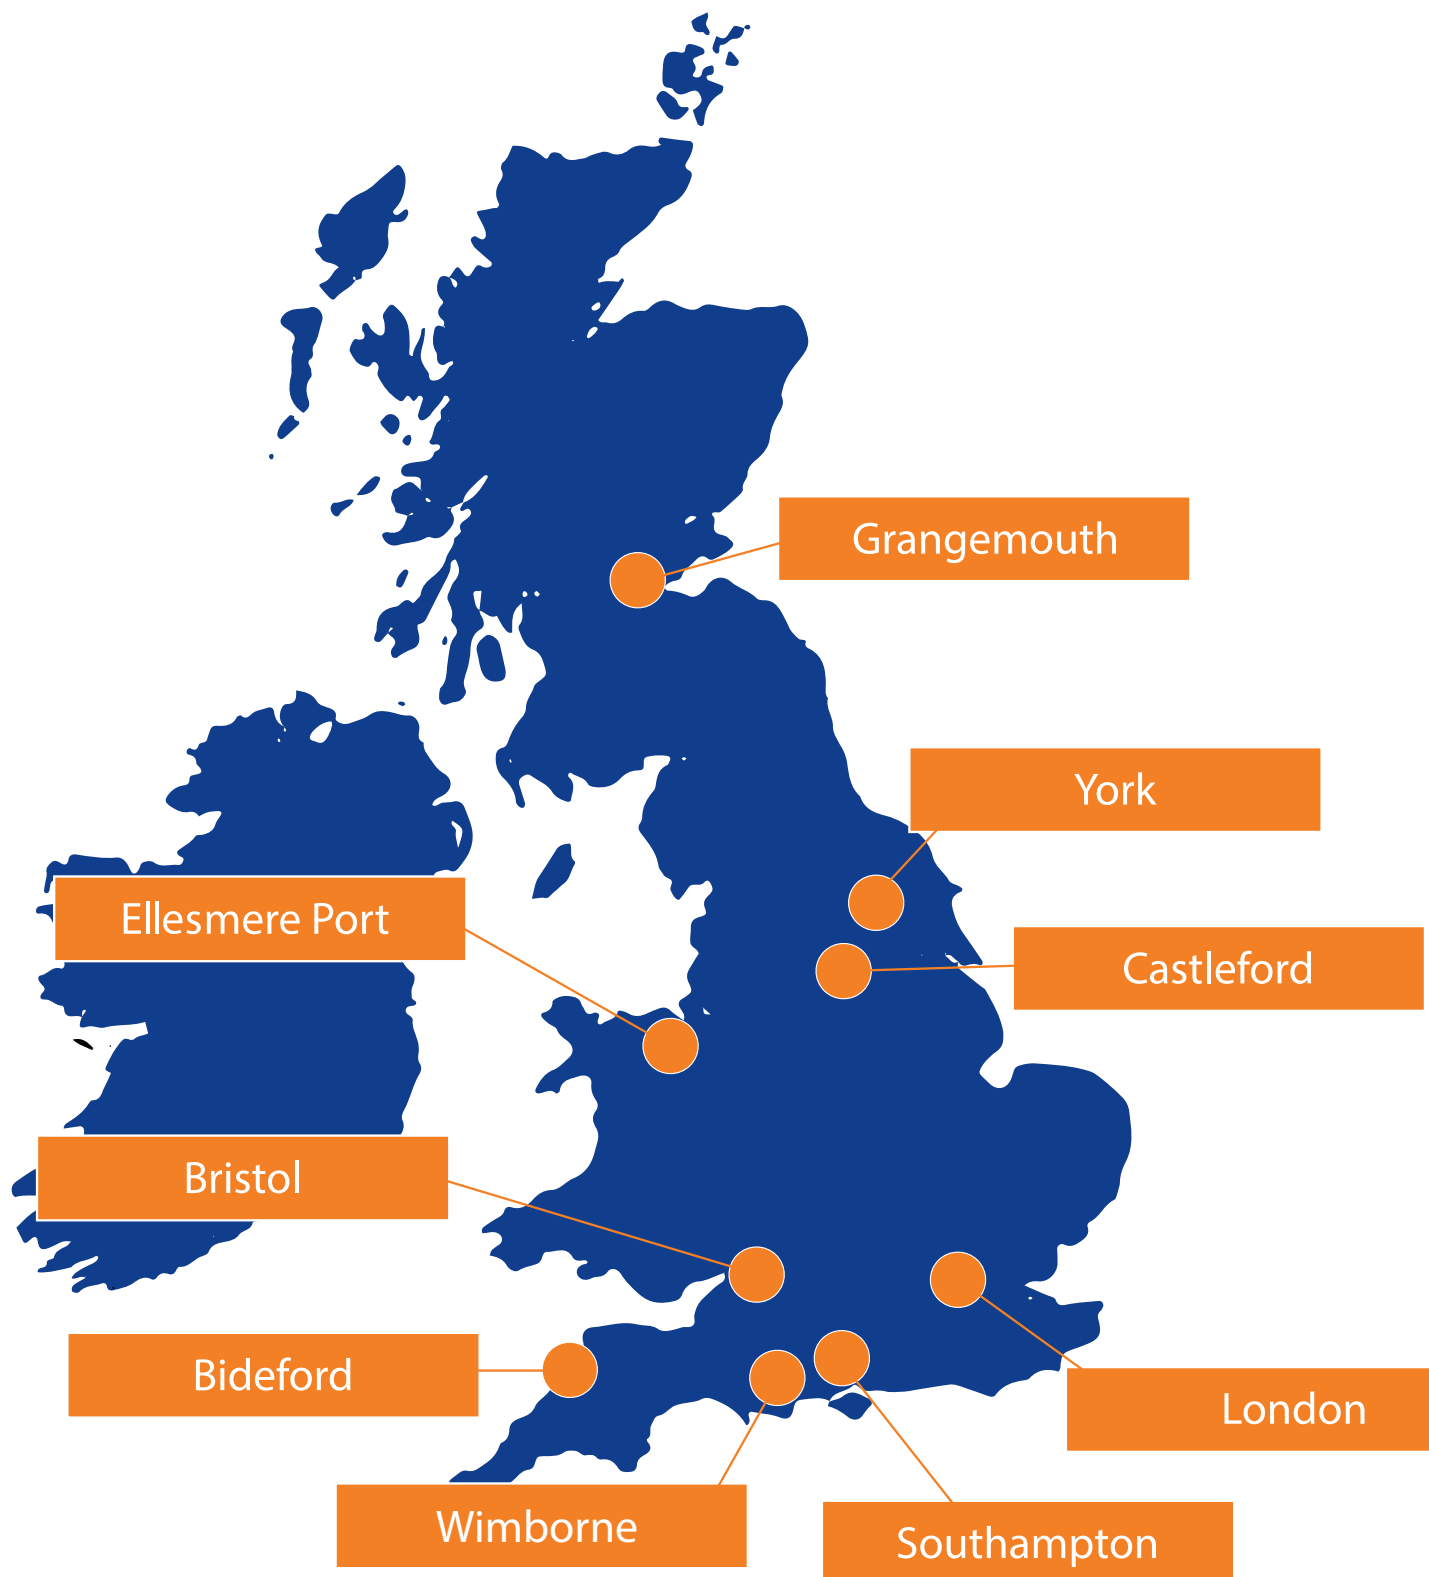 Grangemouth
York
Ellesmere Port
Castleford
Bristol
Bideford
London
Wimborne
Southampton